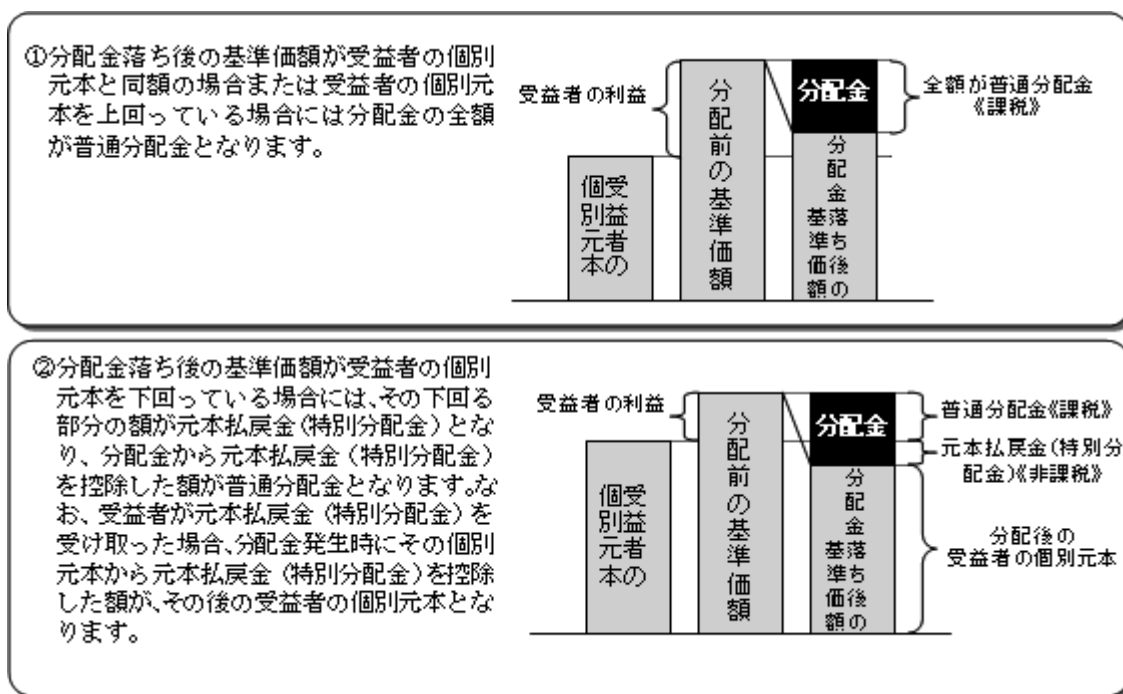 ①分配金落ち後の基準価額が受益者の個別
元本と同額の場合または受益者の個別元
本を上回っている場合には分配金の全額
が普通分配金となります。
受益者の利益
受益者の
個別元本
分配前の基準価額
分配金
分配金落ち後の
基準価額
全額が普通分配金
《課税》
②分配金落ち後の基準価額が受益者の個別
元本を下回っている場合には、その下回る
部分の額が元本払戻金(特別分配金)とな
り、分配金から元本払戻金(特別分配金)
を控除した額が普通分配金となります。な
お、受益者が元本払戻金(特別分配金)を
受け取った場合、分配金発生時にその個別
元本から元本払戻金(特別分配金)を控除
した額が、その後の受益者の個別元本とな
ります。
受益者の利益
受益者の
個別元本
分配前の基準価額
分配金
分配金落ち後の
基準価額
普通分配金《課税》
元本払戻金(特別分
配金)《非課税》
分配後の
受益者の個別元本